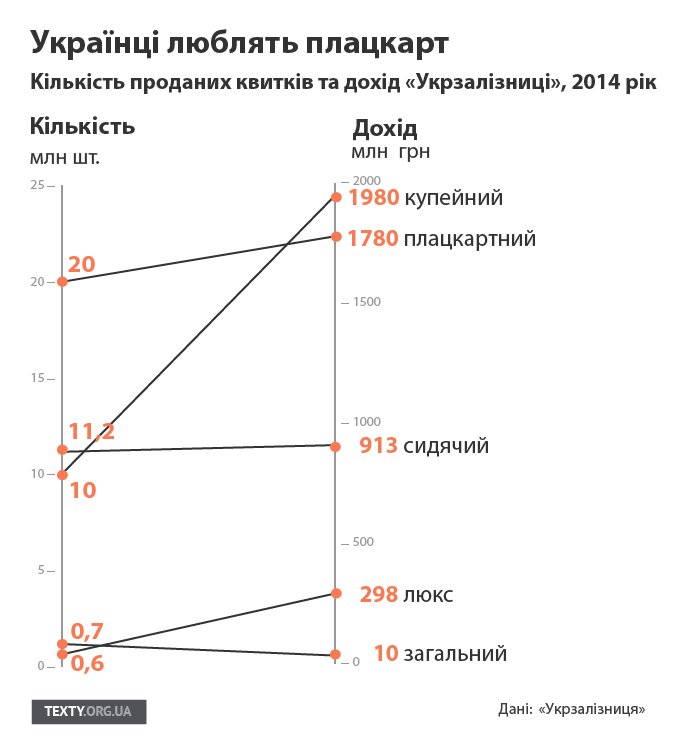 Українці люблять плацкарт
Кількість проданих квитків та дохід «Укрзалізниці», 2014 рік
Кількість
млн шт.
Дохід
млн грн
25
20
15
10
5
0
2000
1500
1000
500
0
20
11,2
10
0,7
0,6
1980 купейний
1780 плацкартний
913 сидячий
298 люкс
10 загальний
TEXTY.ORG.UA
Дані: «Укрзалізниця»